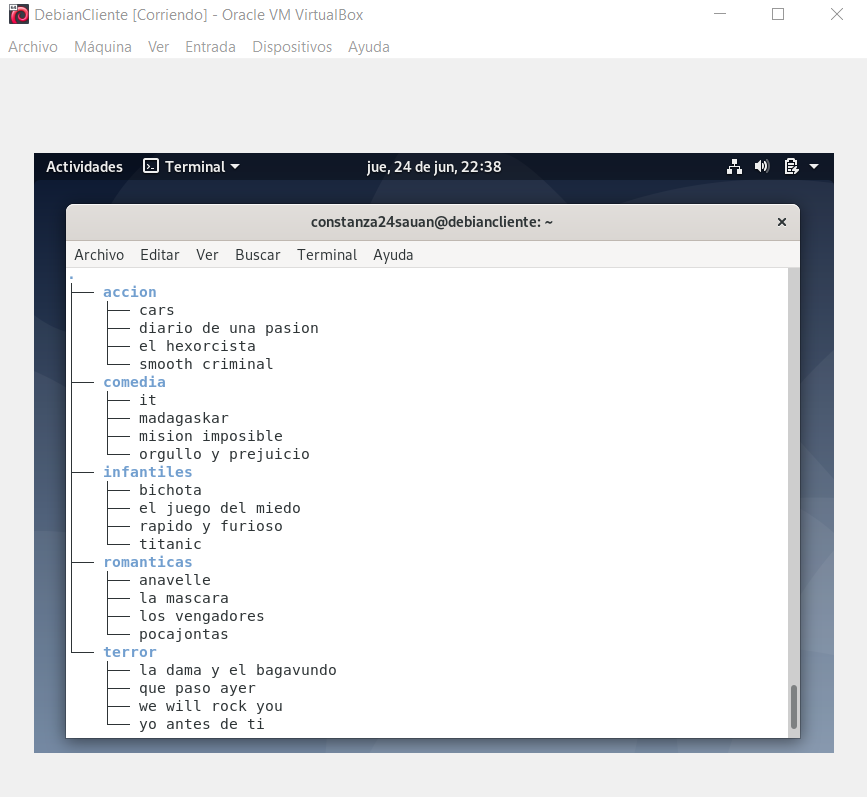 DebianCliente [Corriendo] - Oracle VM VirtualBox
Archivo Máquina Ver Entrada Dispositivos Ayuda
Actividades Terminal jue, 24 de jun, 22:38
constanza24sauan@debiancliente: ~
Archivo Editar Ver Buscar Terminal Ayuda
.
├── accion
│   ├── cars
│   ├── diario de una pasion
│   ├── el hexorcista
│   └── smooth criminal
├── comedia
│   ├── it
│   ├── madagaskar
│   ├── mision imposible
│   └── orgullo y prejuicio
├── infantiles
│   ├── bichota
│   ├── el juego del miedo
│   ├── rapido y furioso
│   └── titanic
├── romanticas
│   ├── anavelle
│   ├── la mascara
│   ├── los vengadores
│   └── pocajontas
└── terror
    ├── la dama y el bagavundo
    ├── que paso ayer
    ├── we will rock you
    └── yo antes de ti